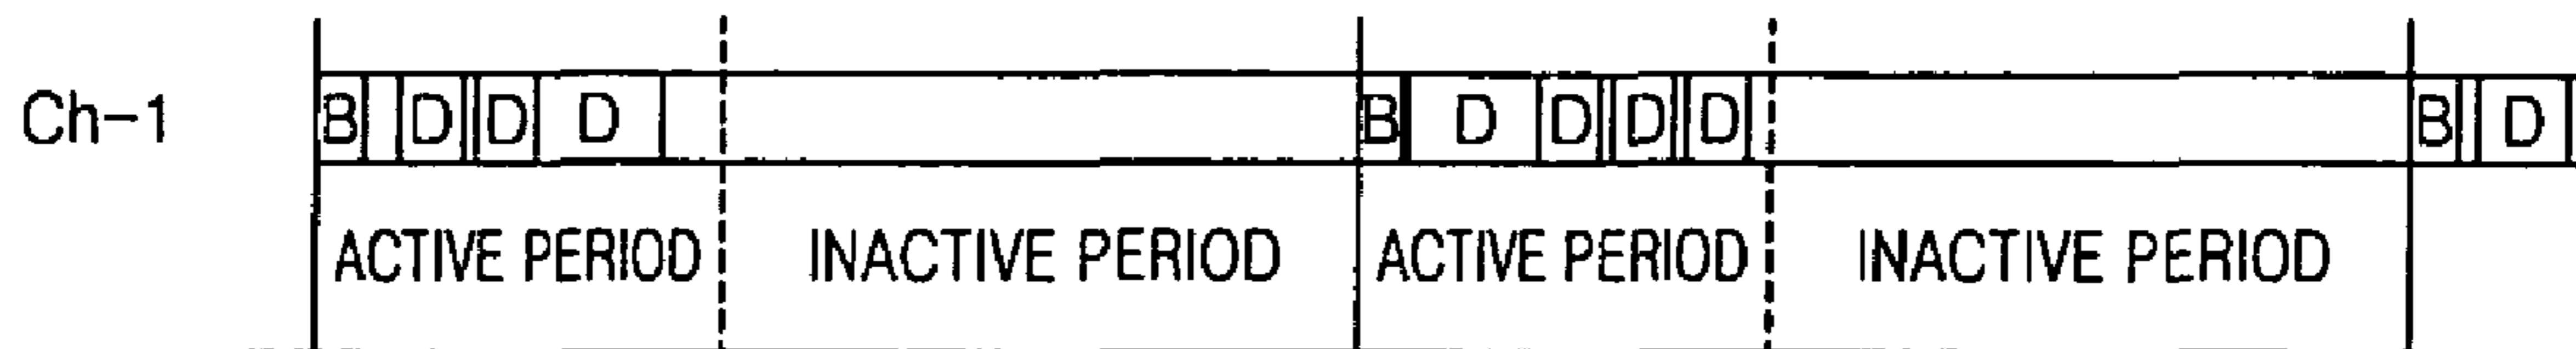 Ch-1 B D D D B D D D D B D
ACTIVE PERIOD INACTIVE PERIOD ACTIVE PERIOD INACTIVE PERIOD